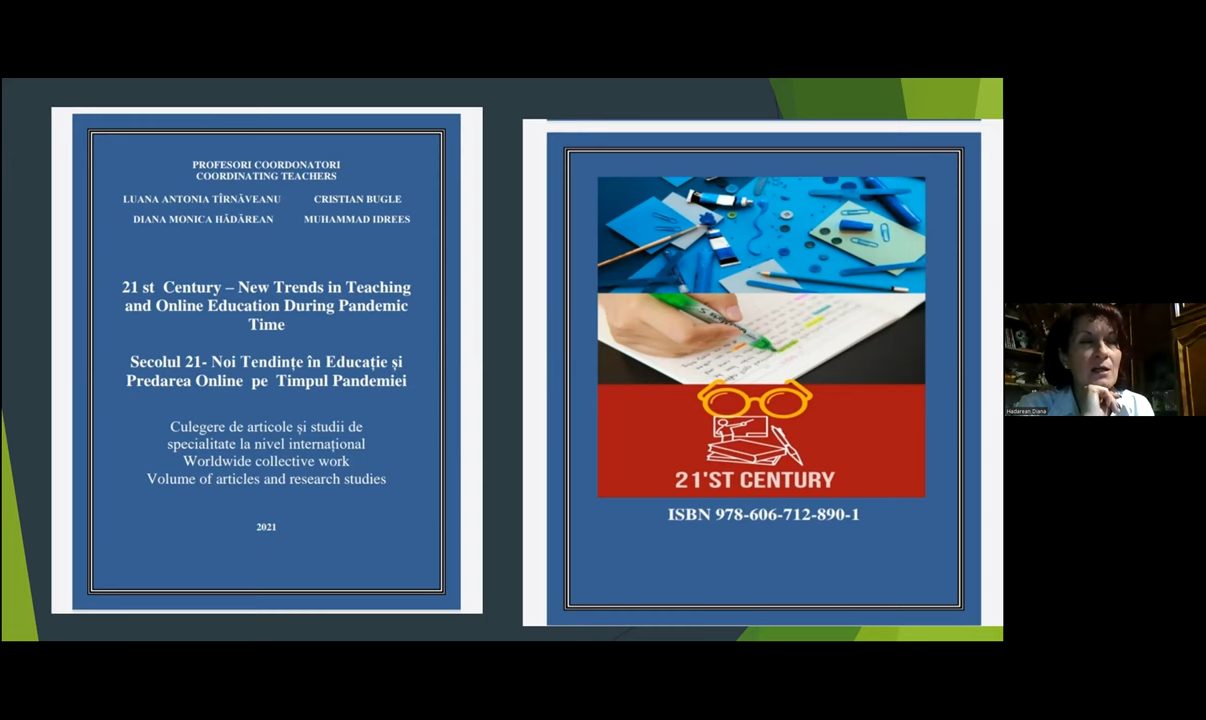 PROFESORI COORDONATORI
COORDINATING TEACHERS
LUANA ANTONIA TÎRNĂVEANU CRISTIAN BUGLE
DIANA MONICA HĂDĂREAN MUHAMMAD IDREES
21 st Century – New Trends in Teaching
and Online Education During Pandemic
Time
Secolul 21- Noi Tendințe în Educație și
Predarea Online pe Timpul Pandemiei
Culegere de articole și studii de
specialitate la nivel internațional
Worldwide collective work
Volume of articles and research studies
2021
21'ST CENTURY
ISBN 978-606-712-890-1
Hadarean Diana